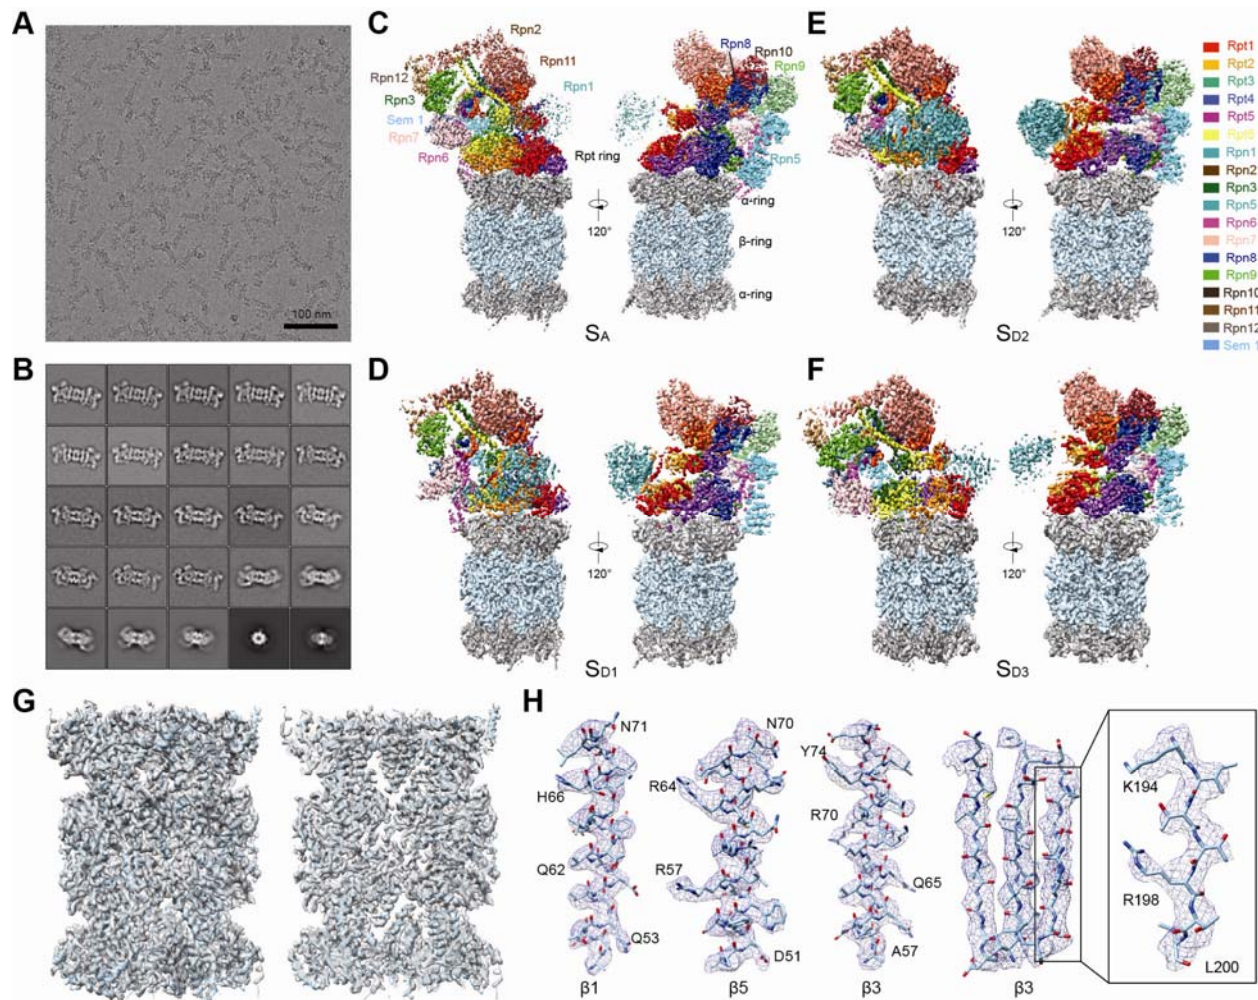 A
100 nm
B
C
Rpn2
Rpn12
Rpn11
Rpn3
Rpn1
Sem 1
Rpn7
Rpn6
Rpt ring
α-ring
β-ring
α-ring
120°
Rpn8
Rpn10
Rpn9
Rpn5
SA
E
120°
SD2
Rpt1
Rpt2
Rpt3
Rpt4
Rpt5
Rpt6
Rpn1
Rpn2
Rpn3
Rpn5
Rpn6
Rpn7
Rpn8
Rpn9
Rpn10
Rpn11
Rpn12
Sem 1
D
120°
SD1
F
120°
SD3
G
H
N71
H66
Q62
Q53
β1
N70
R64
R57
D51
β5
Y74
R70
Q65
A57
β3
β3
K194
R198
L200